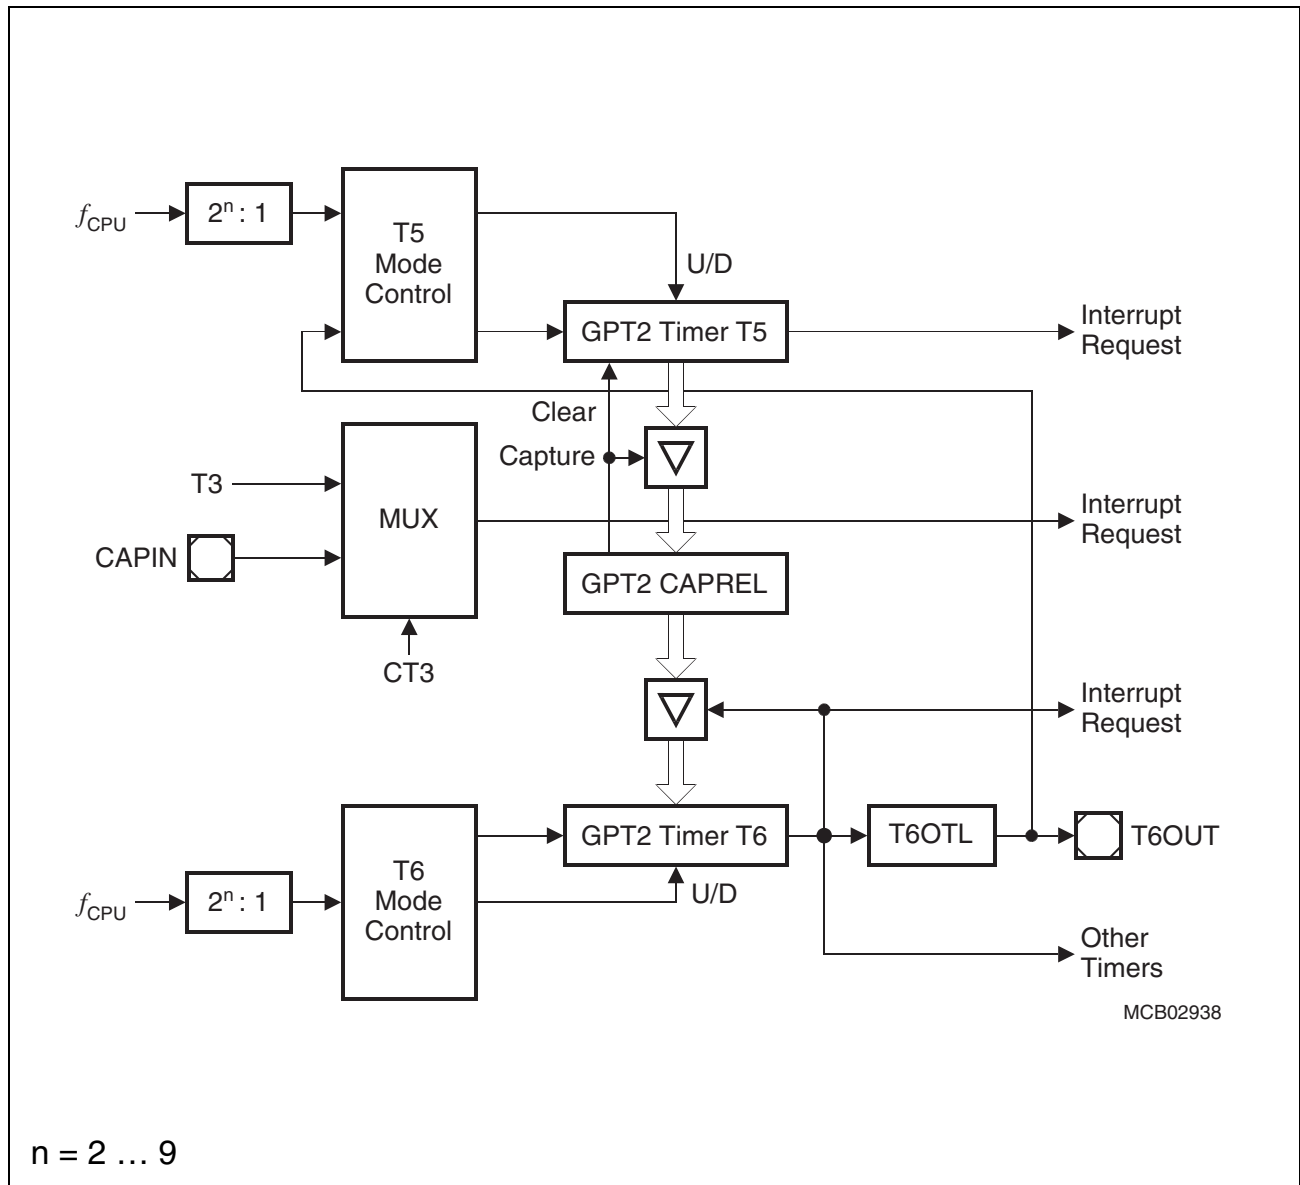 fCPU
2ⁿ : 1
T5
Mode
Control
U/D
GPT2 Timer T5
Interrupt
Request
Clear
Capture
T3
MUX
CAPIN
Interrupt
Request
GPT2 CAPREL
CT3
Interrupt
Request
T6
Mode
Control
GPT2 Timer T6
T6OTL
T6OUT
U/D
fCPU
2ⁿ : 1
Other
Timers
MCB02938
n = 2 … 9